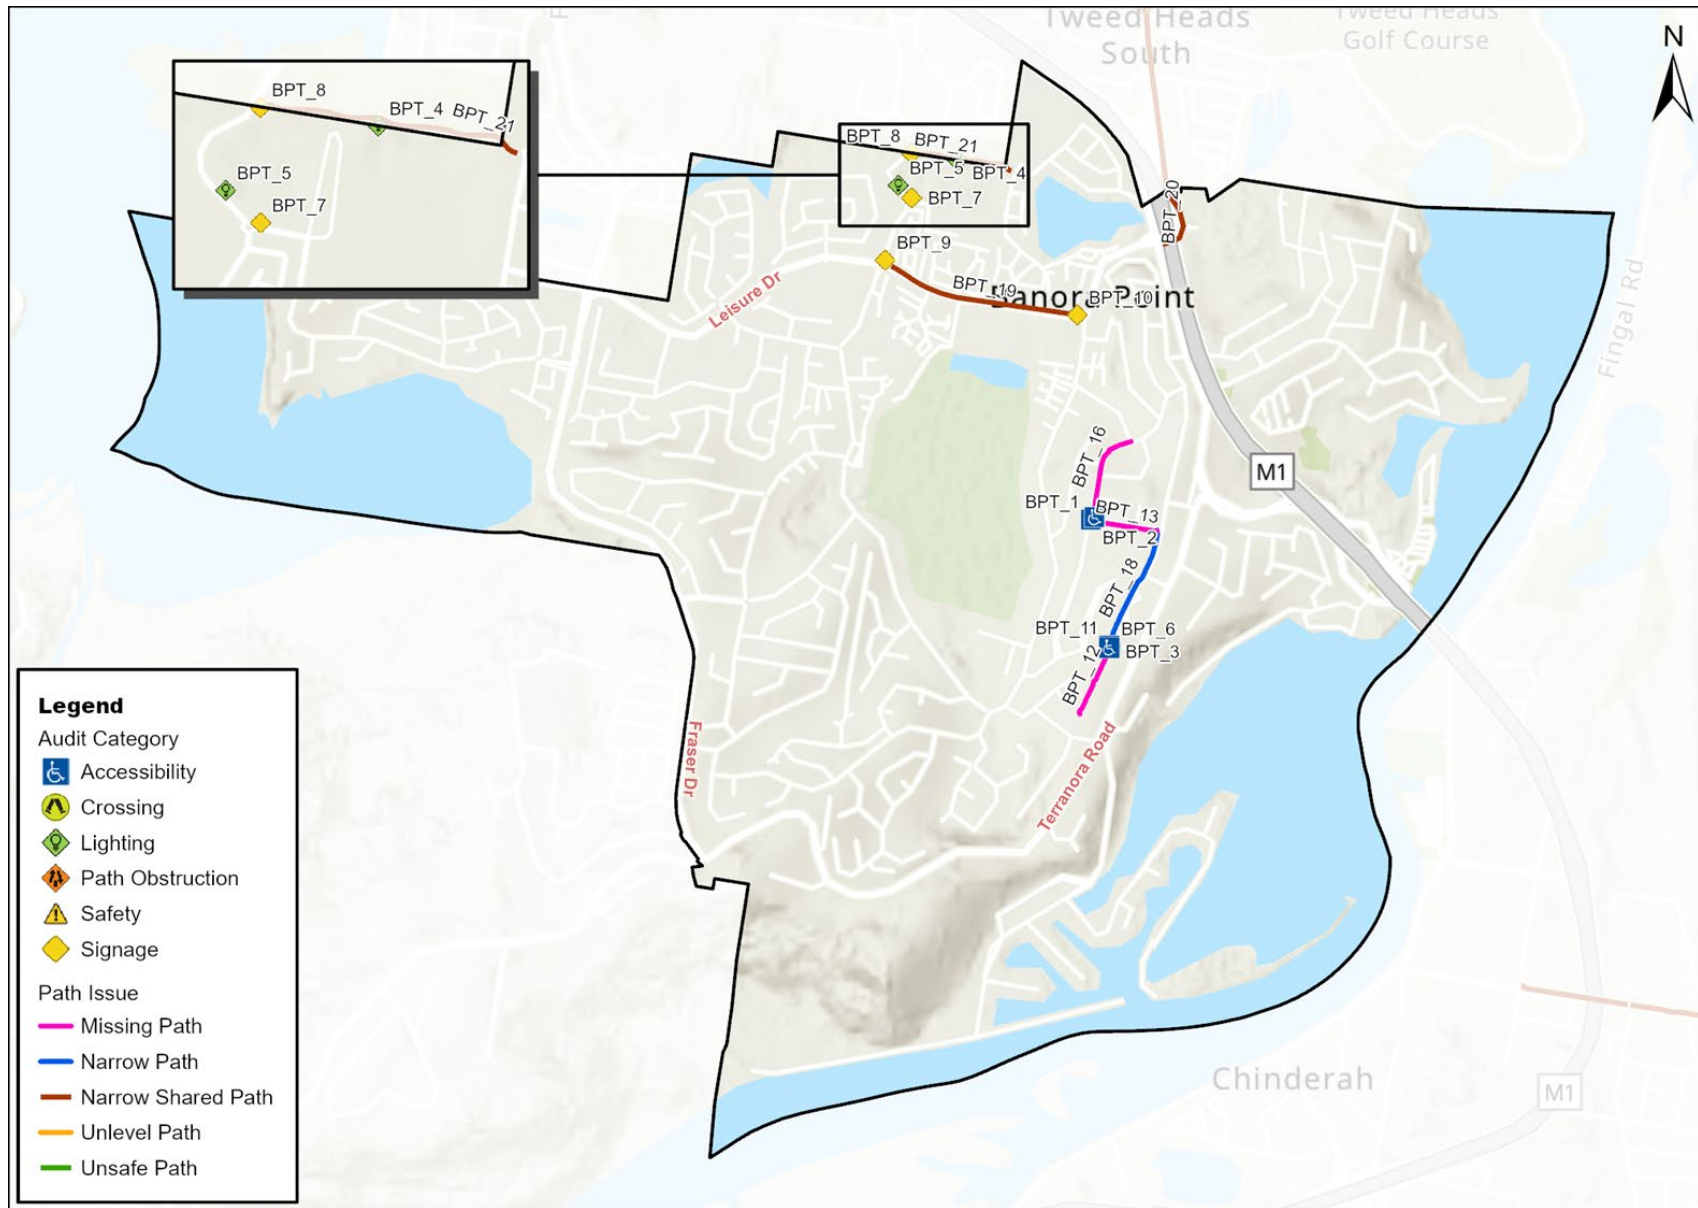 Tweed Heads
South
Tweed Heads
Golf Course
N
BPT_8
BPT_4
BPT_21
BPT_5
BPT_7
BPT_8
BPT_21
BPT_5
BPT_4
BPT_7
BPT_20
BPT_9
BPT_19
BPT_10
Banora Point
Leisure Dr
Fingal Rd
M1
BPT_16
BPT_1
BPT_13
BPT_2
BPT_18
BPT_11
BPT_6
BPT_3
BPT_12
Fraser Dr
Terranora Road
Chinderah
M1
Legend
Audit Category
Accessibility
Crossing
Lighting
Path Obstruction
Safety
Signage
Path Issue
Missing Path
Narrow Path
Narrow Shared Path
Unlevel Path
Unsafe Path